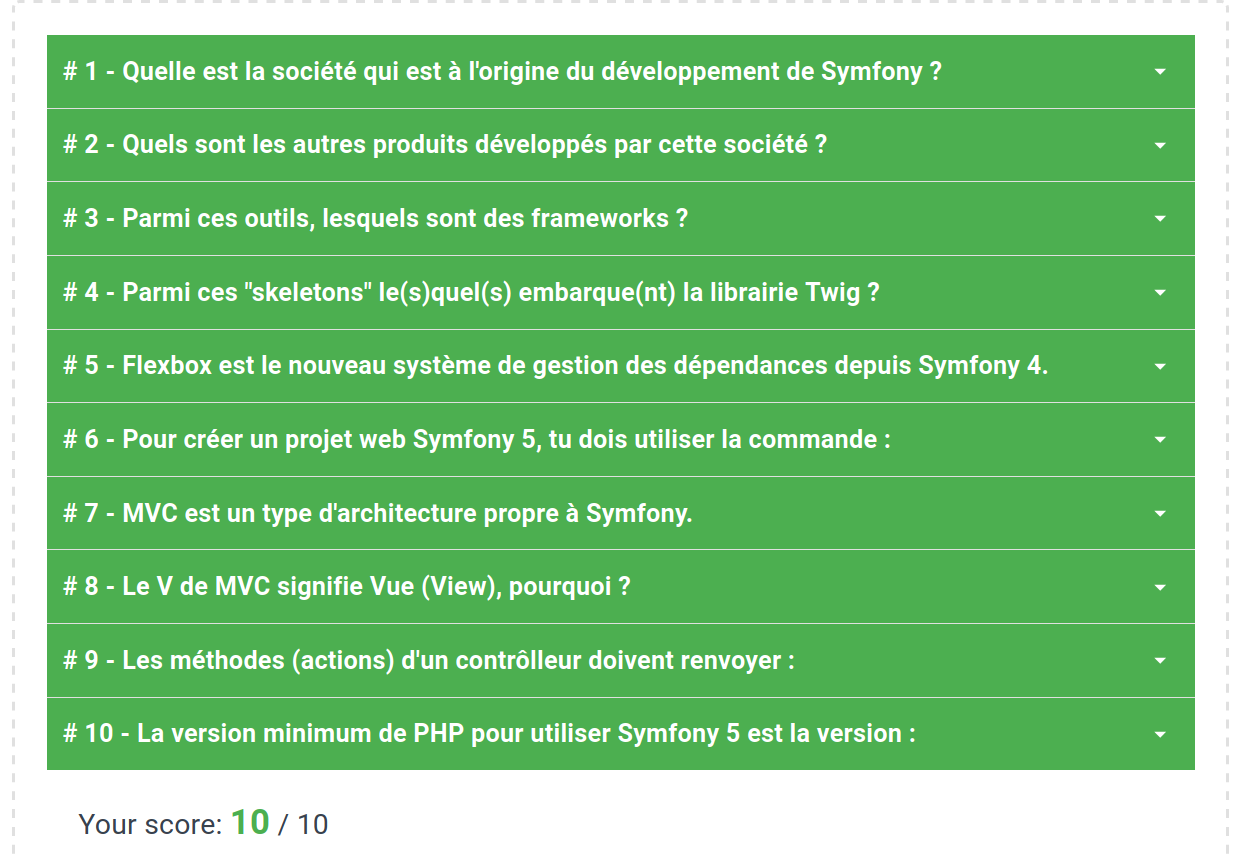 # 1 - Quelle est la société qui est à l'origine du développement de Symfony ?
# 2 - Quels sont les autres produits développés par cette société ?
# 3 - Parmi ces outils, lesquels sont des frameworks ?
# 4 - Parmi ces "skeletons" le(s)quel(s) embarque(nt) la librairie Twig ?
# 5 - Flexbox est le nouveau système de gestion des dépendances depuis Symfony 4.
# 6 - Pour créer un projet web Symfony 5, tu dois utiliser la commande :
# 7 - MVC est un type d'architecture propre à Symfony.
# 8 - Le V de MVC signifie Vue (View), pourquoi ?
# 9 - Les méthodes (actions) d'un contrôlleur doivent renvoyer :
# 10 - La version minimum de PHP pour utiliser Symfony 5 est la version :
Your score: 10 / 10